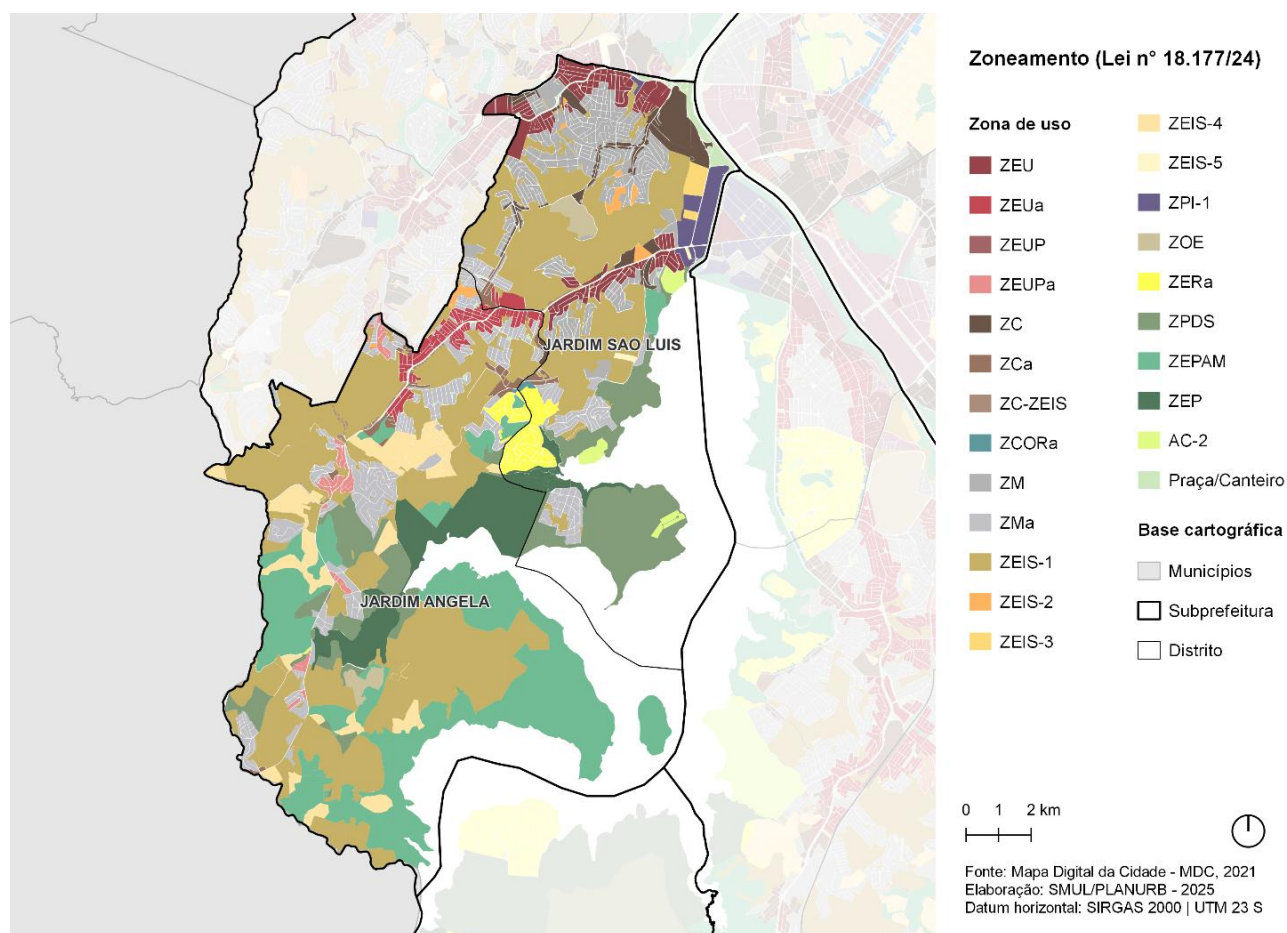 Zoneamento (Lei n° 18.177/24)
Zona de uso
ZEU
ZEUa
ZEUP
ZEUPa
ZC
ZCa
ZC-ZEIS
ZCORa
ZM
ZMa
ZEIS-1
ZEIS-2
ZEIS-3
ZEIS-4
ZEIS-5
ZPI-1
ZOE
ZERa
ZPDS
ZEPAM
ZEP
AC-2
Praça/Canteiro
Base cartográfica
Municípios
Subprefeitura
Distrito
JARDIM SAO LUIS
JARDIM ANGELA
0 1 2 km
Fonte: Mapa Digital da Cidade - MDC, 2021
Elaboração: SMUL/PLANURB - 2025
Datum horizontal: SIRGAS 2000 | UTM 23 S